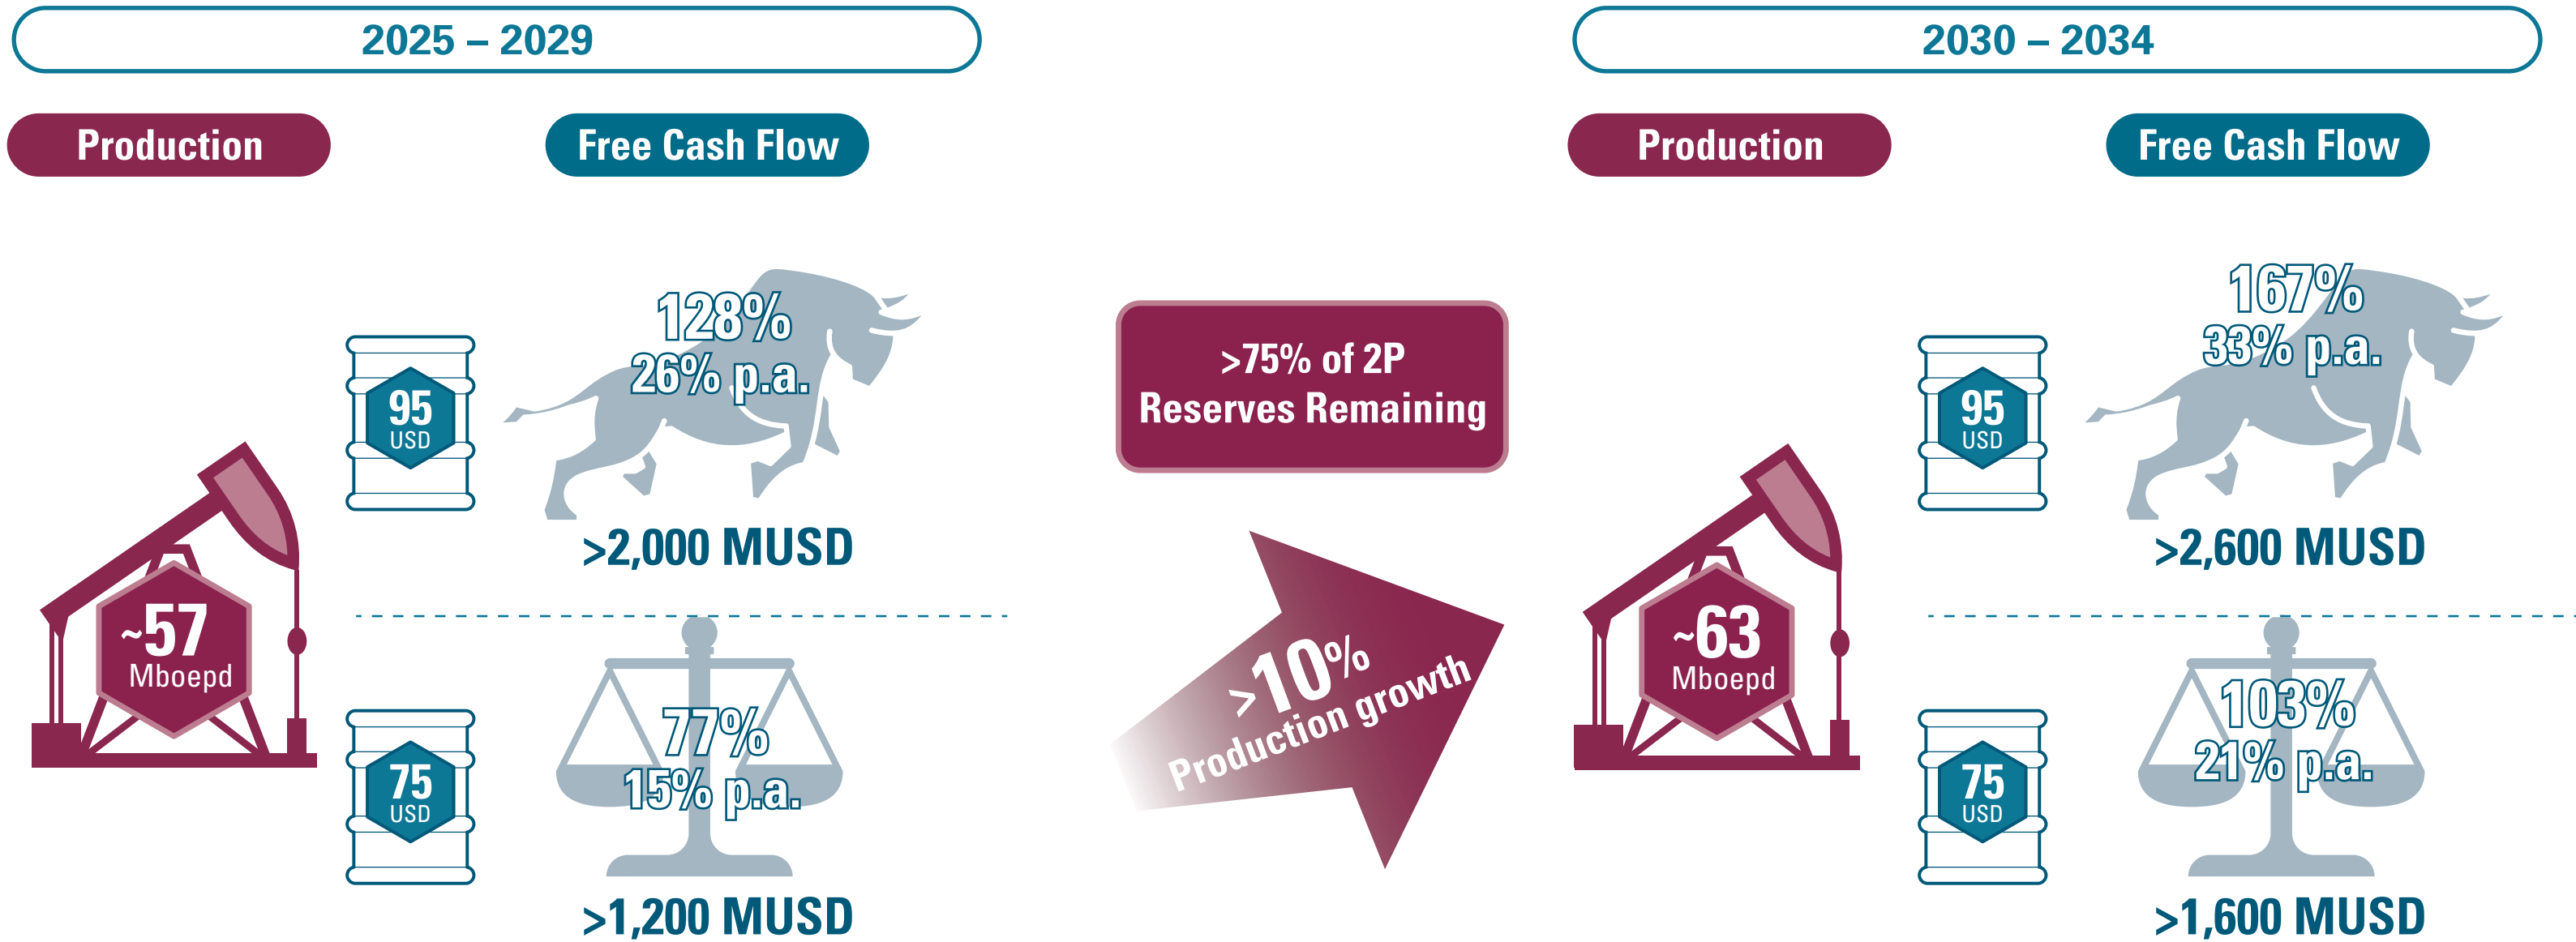 2025 – 2029
Production
Free Cash Flow
~57
Mboepd
95
USD
128%
26% p.a.
>2,000 MUSD
75
USD
77%
15% p.a.
>1,200 MUSD
>75% of 2P
Reserves Remaining
>10%
Production growth
2030 – 2034
Production
Free Cash Flow
~63
Mboepd
95
USD
167%
33% p.a.
>2,600 MUSD
75
USD
103%
21% p.a.
>1,600 MUSD